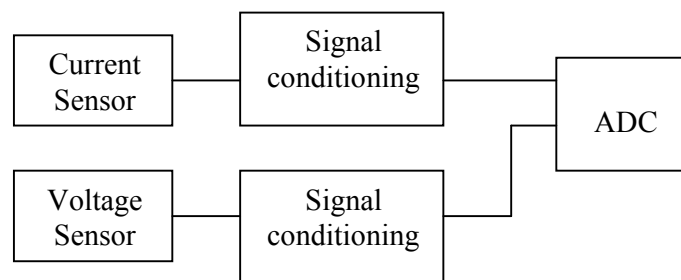 Current
Sensor
Signal
conditioning
ADC
Voltage
Sensor
Signal
conditioning